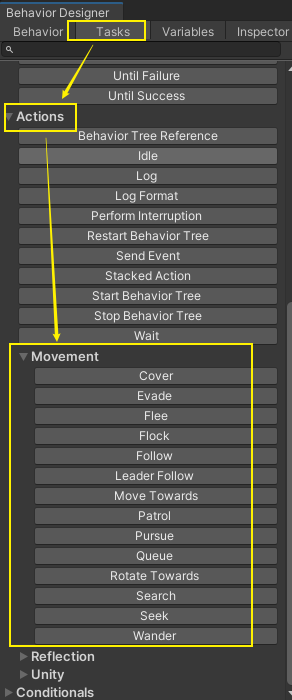 Behavior Designer
Behavior Tasks Variables Inspector
Until Failure
Until Success
Actions
Behavior Tree Reference
Idle
Log
Log Format
Perform Interruption
Restart Behavior Tree
Send Event
Stacked Action
Start Behavior Tree
Stop Behavior Tree
Wait
Movement
Cover
Evade
Flee
Flock
Follow
Leader Follow
Move Towards
Patrol
Pursue
Queue
Rotate Towards
Search
Seek
Wander
Reflection
Unity
Conditionals